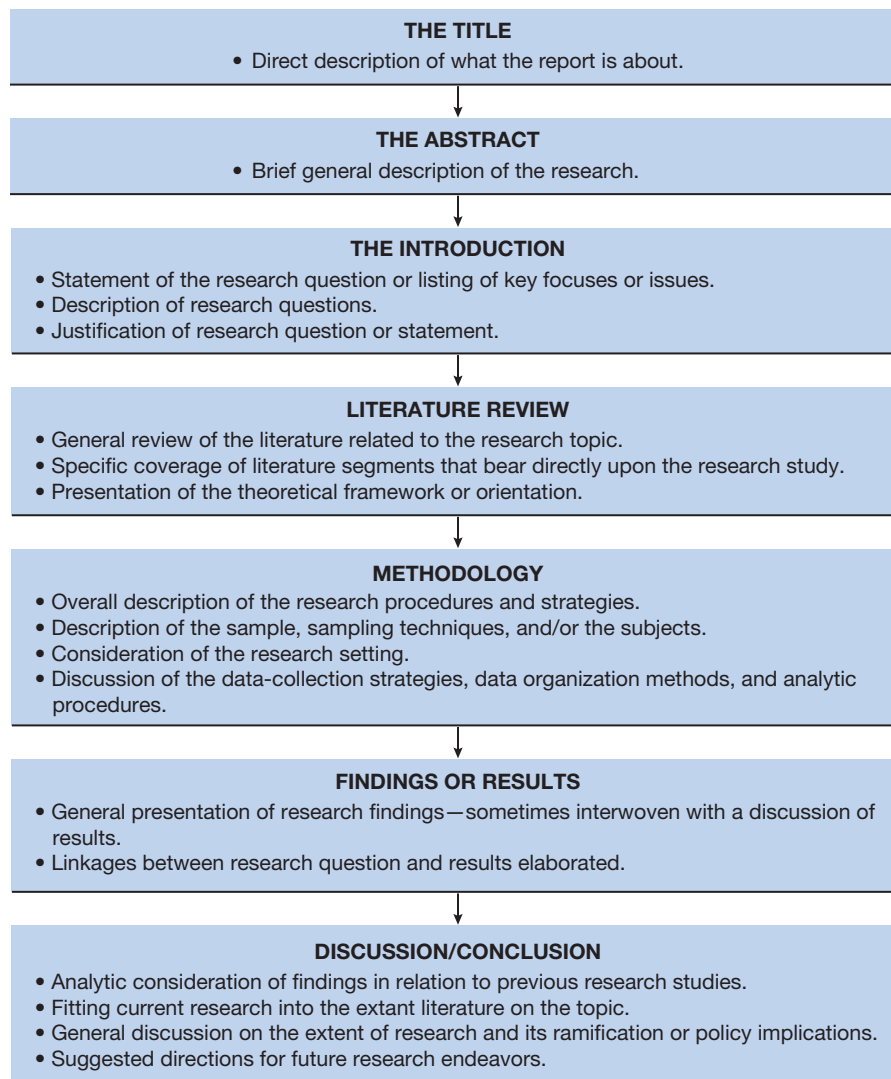 THE TITLE
• Direct description of what the report is about.
THE ABSTRACT
• Brief general description of the research.
THE INTRODUCTION
• Statement of the research question or listing of key focuses or issues.
• Description of research questions.
• Justification of research question or statement.
LITERATURE REVIEW
• General review of the literature related to the research topic.
• Specific coverage of literature segments that bear directly upon the research study.
• Presentation of the theoretical framework or orientation.
METHODOLOGY
• Overall description of the research procedures and strategies.
• Description of the sample, sampling techniques, and/or the subjects.
• Consideration of the research setting.
• Discussion of the data-collection strategies, data organization methods, and analytic
procedures.
FINDINGS OR RESULTS
• General presentation of research findings—sometimes interwoven with a discussion of
results.
• Linkages between research question and results elaborated.
DISCUSSION/CONCLUSION
• Analytic consideration of findings in relation to previous research studies.
• Fitting current research into the extant literature on the topic.
• General discussion on the extent of research and its ramification or policy implications.
• Suggested directions for future research endeavors.